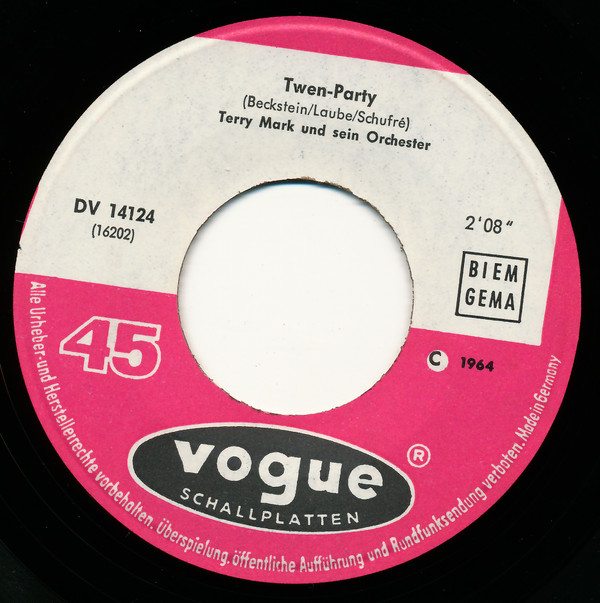 Twen-Party
(Beckstein/Laube/Schufré)
Terry Mark und sein Orchester
DV 14124
(16202)
2'08"
BIEM
GEMA
45
C 1964
vogue ®
SCHALLPLATTEN
Alle Urheber- und Herstellerrechte vorbehalten. Überspielung, öffentliche Aufführung und Rundfunksendung verboten. Made in Germany